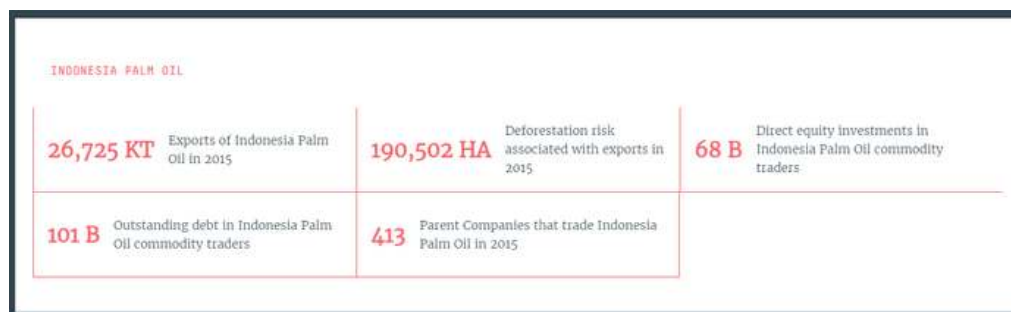 INDONESIA PALM OIL
26,725 KT
Exports of Indonesia Palm
Oil in 2015
190,502 HA
Deforestation risk
associated with exports in
2015
68 B
Direct equity investments in
Indonesia Palm Oil commodity
traders
101 B
Outstanding debt in Indonesia Palm
Oil commodity traders
413
Parent Companies that trade Indonesia
Palm Oil in 2015